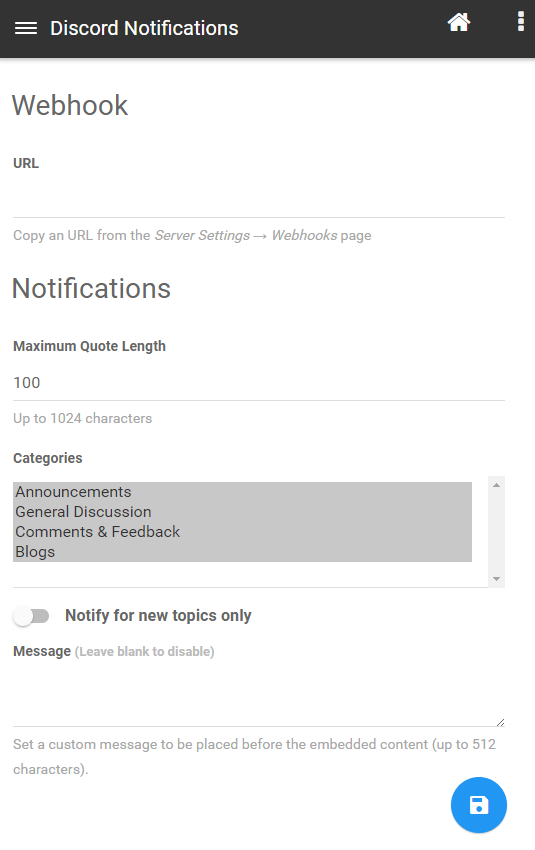 Discord Notifications
Webhook
URL
Copy an URL from the Server Settings → Webhooks page
Notifications
Maximum Quote Length
100
Up to 1024 characters
Categories
Announcements
General Discussion
Comments & Feedback
Blogs
Notify for new topics only
Message (Leave blank to disable)
Set a custom message to be placed before the embedded content (up to 512
characters).